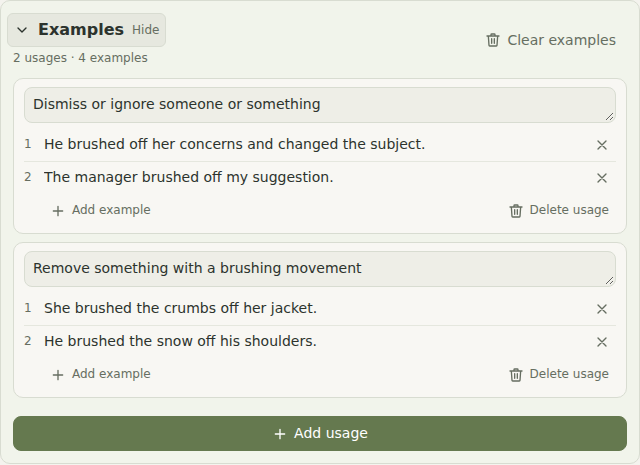 Examples Hide
Clear examples
2 usages · 4 examples
Dismiss or ignore someone or something
1 He brushed off her concerns and changed the subject.
2 The manager brushed off my suggestion.
Add example
Delete usage
Remove something with a brushing movement
1 She brushed the crumbs off her jacket.
2 He brushed the snow off his shoulders.
Add example
Delete usage
Add usage